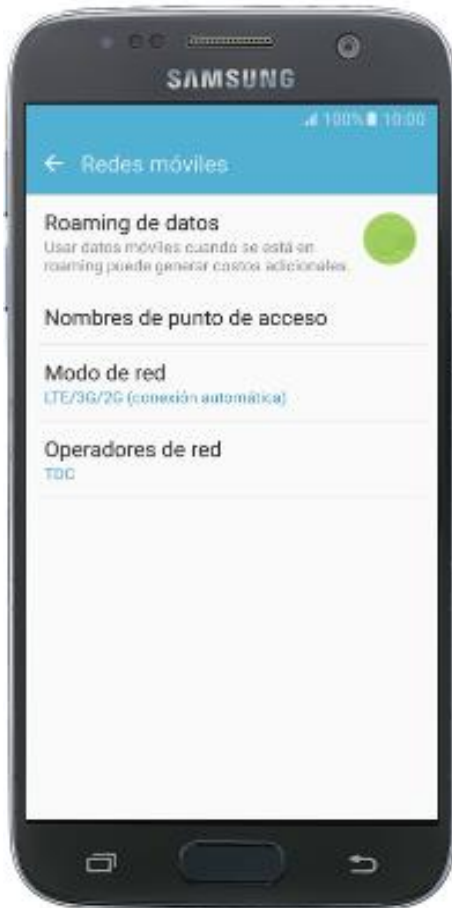 SAMSUNG
100% 10:00
Redes móviles
Roaming de datos
Usar datos móviles cuando se está en
roaming puede generar costos adicionales.
Nombres de punto de acceso
Modo de red
LTE/3G/2G (conexión automática)
Operadores de red
TDC